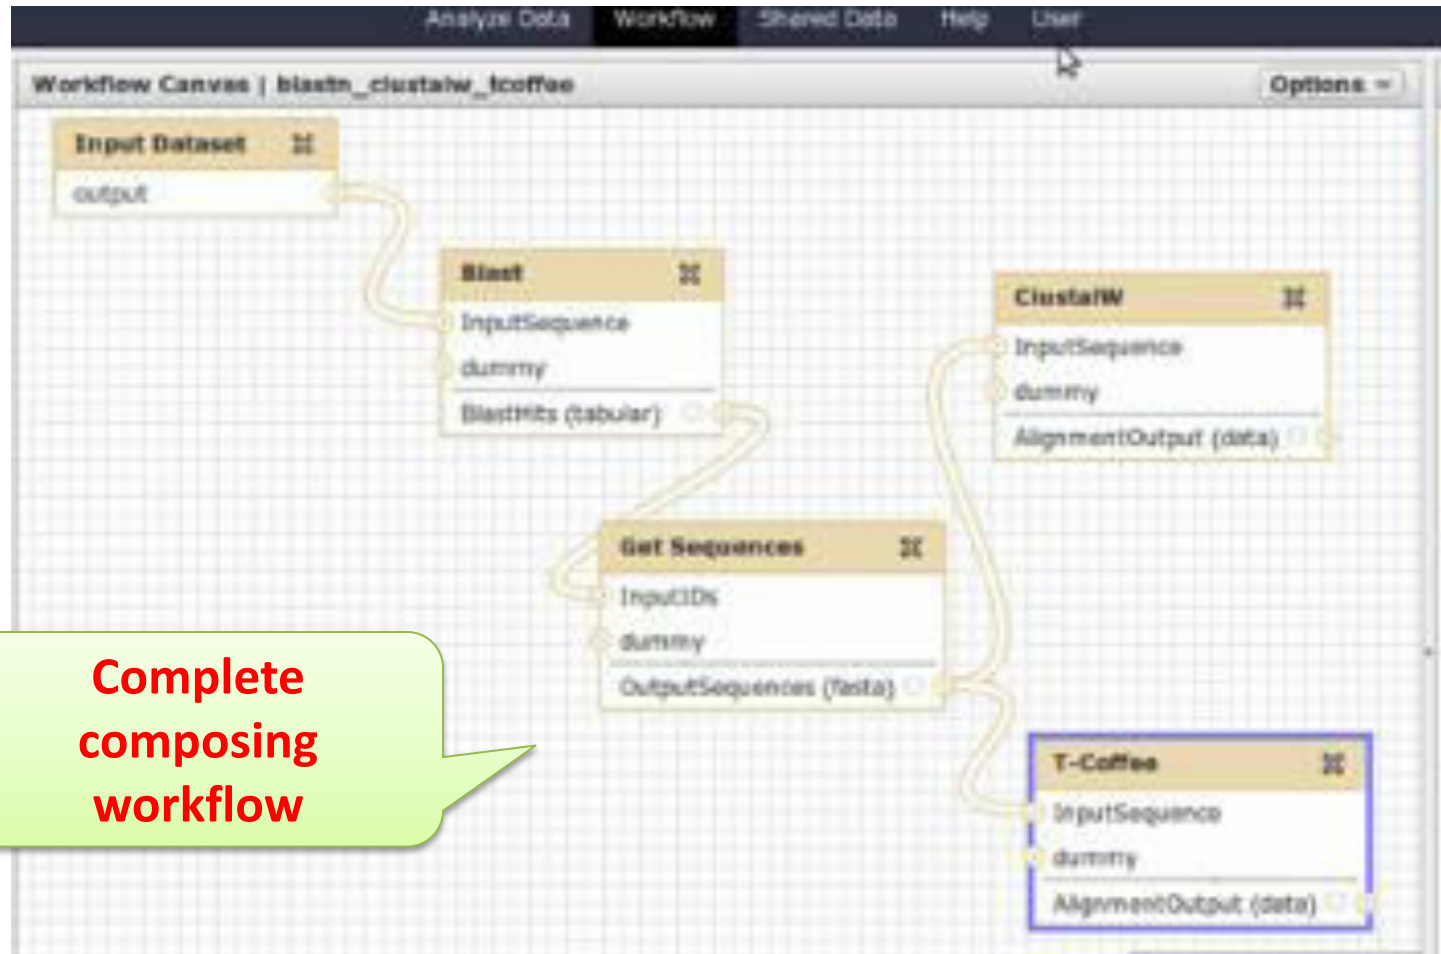 Analyze Data Workflow Shared Data Help User
Workflow Canvas | blastn_clustalw_tcoffee
Options
Input Dataset
output
Blast
InputSequence
dummy
BlastHits (tabular)
ClustalW
InputSequence
dummy
AlignmentOutput (data)
Get Sequences
InputIDs
dummy
OutputSequences (fasta)
Complete
composing
workflow
T-Coffee
InputSequence
dummy
AlignmentOutput (data)